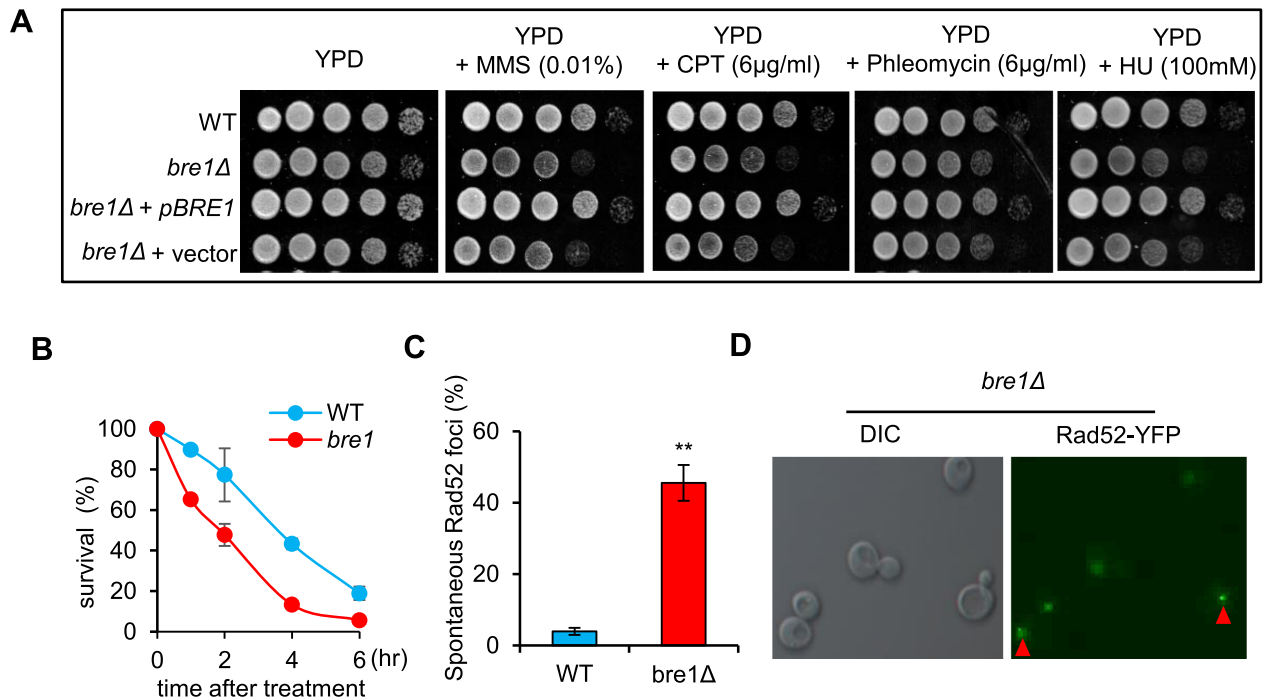 A
YPD
YPD
+ MMS (0.01%)
YPD
+ CPT (6µg/ml)
YPD
+ Phleomycin (6µg/ml)
YPD
+ HU (100mM)
WT
bre1Δ
bre1Δ + pBRE1
bre1Δ + vector
B
WT
bre1
survival (%)
100
80
60
40
20
0
0
2
4
6
(hr)
time after treatment
C
Spontaneous Rad52 foci (%)
60
40
20
0
**
WT
bre1Δ
D
bre1Δ
DIC
Rad52-YFP